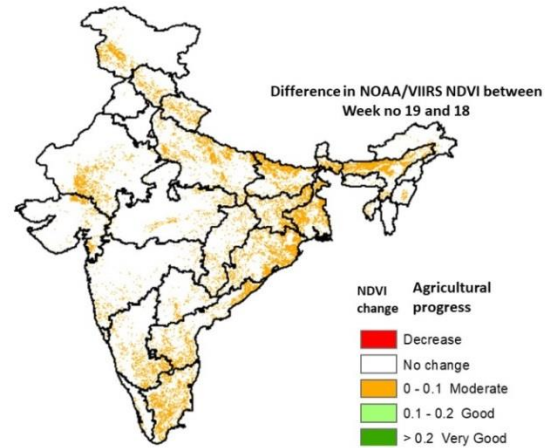 Difference in NOAA/VIIRS NDVI between
Week no 19 and 18
NDVI change Agricultural progress
Decrease
No change
0 - 0.1 Moderate
0.1 - 0.2 Good
> 0.2 Very Good